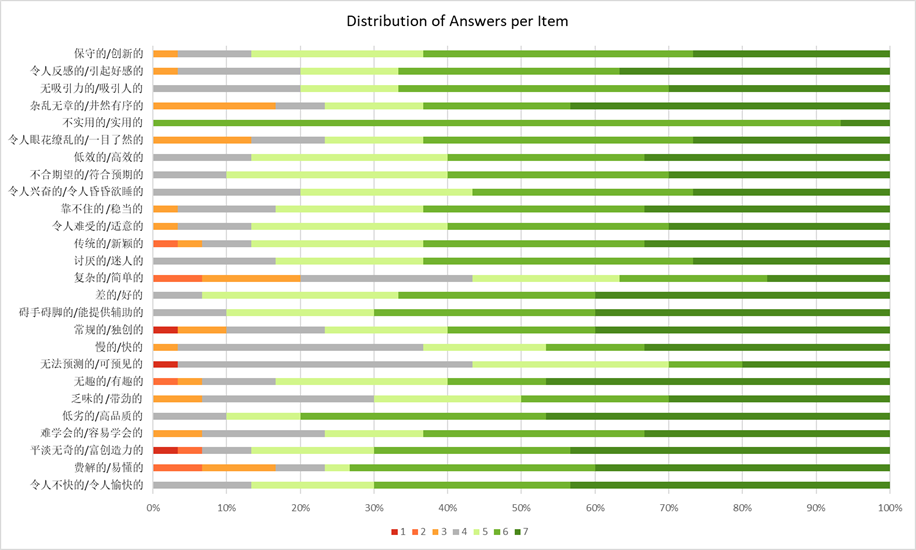 Distribution of Answers per Item
保守的/创新的
令人反感的/引起好感的
无吸引力的/吸引人的
杂乱无章的/井然有序的
不实用的/实用的
令人眼花缭乱的/一目了然的
低效的/高效的
不合期望的/符合预期的
令人兴奋的/令人昏昏欲睡的
靠不住的/稳当的
令人难受的/适意的
传统的/新颖的
讨厌的/迷人的
复杂的/简单的
差的/好的
碍手碍脚的/能提供辅助的
常规的/独创的
慢的/快的
无法预测的/可预见的
无趣的/有趣的
乏味的/带劲的
低劣的/高品质的
难学会的/容易学会的
平淡无奇的/富创造力的
费解的/易懂的
令人不快的/令人愉快的
0% 10% 20% 30% 40% 50% 60% 70% 80% 90% 100%
1 2 3 4 5 6 7